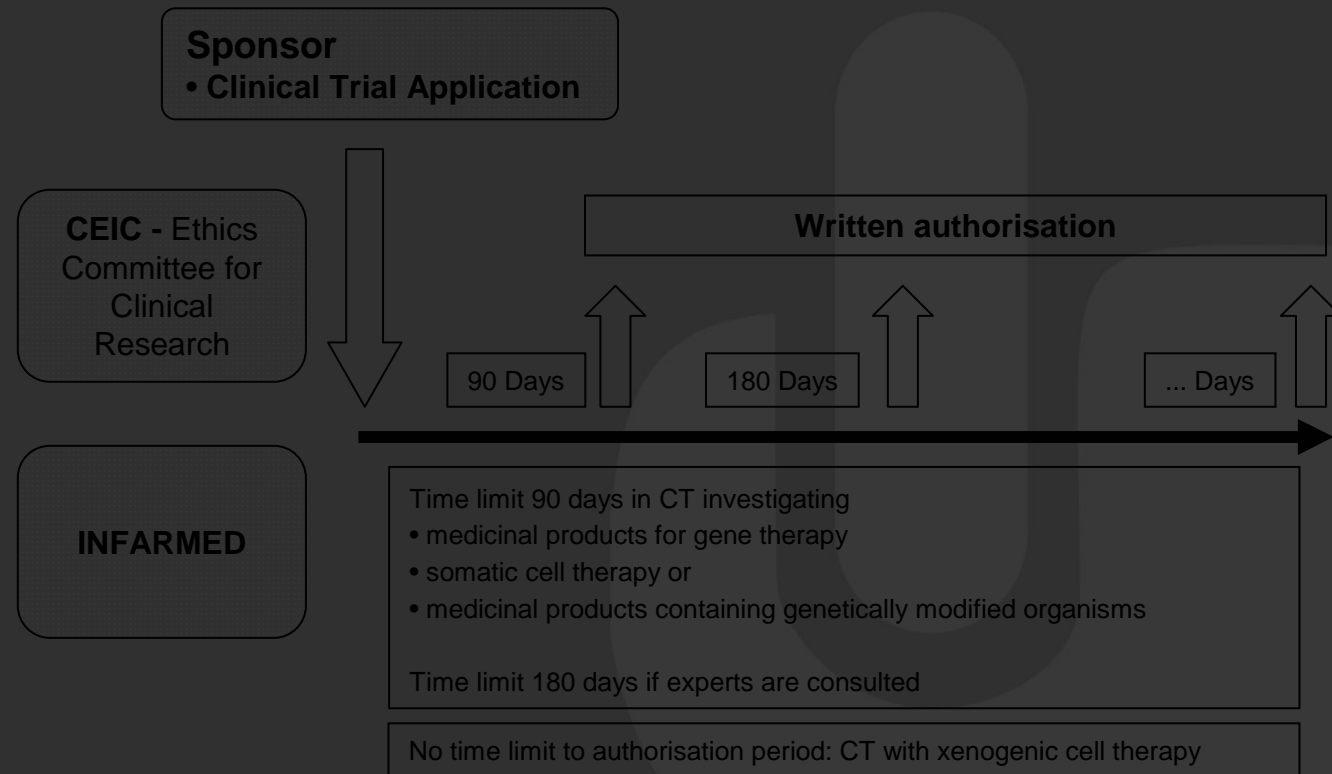 Sponsor
• Clinical Trial Application
CEIC - Ethics
Committee for
Clinical
Research
Written authorisation
90 Days
180 Days
... Days
INFARMED
Time limit 90 days in CT investigating
• medicinal products for gene therapy
• somatic cell therapy or
• medicinal products containing genetically modified organisms
Time limit 180 days if experts are consulted
No time limit to authorisation period: CT with xenogenic cell therapy